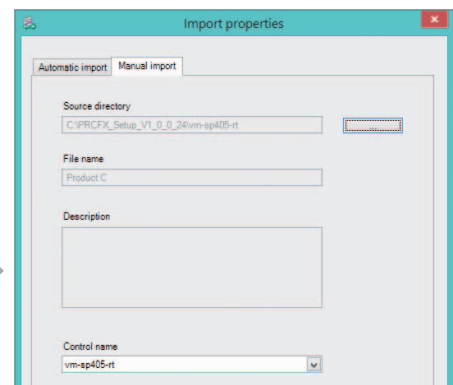 Import properties
Automatic import Manual import
Source directory
C:\PRCFX_Setup_V1_0_0_24\vm-sp405-rt
...
File name
Product C
Description
Control name
vm-sp405-rt